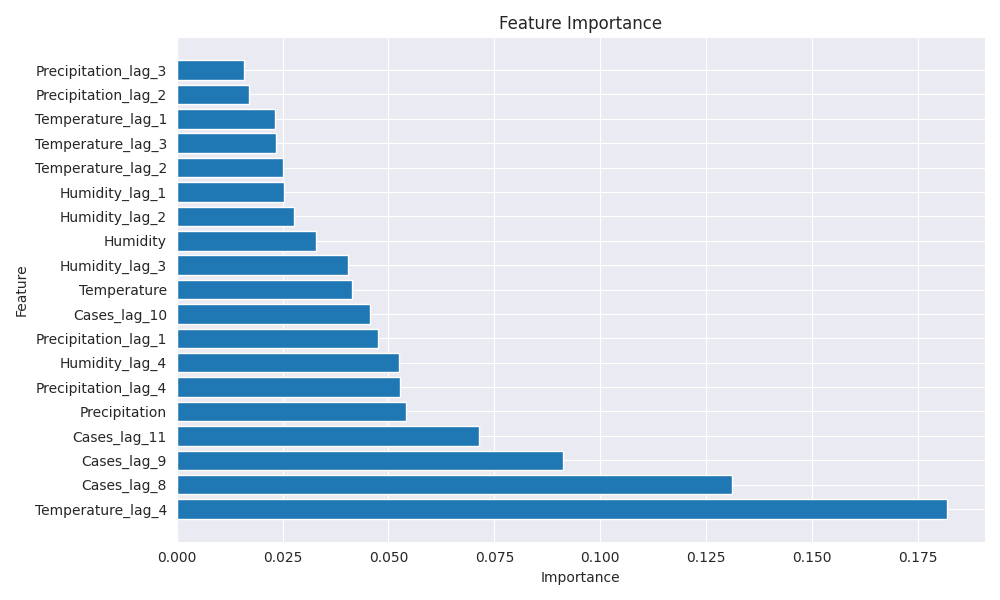 Feature Importance
Precipitation_lag_3
Precipitation_lag_2
Temperature_lag_1
Temperature_lag_3
Temperature_lag_2
Humidity_lag_1
Humidity_lag_2
Humidity
Humidity_lag_3
Temperature
Cases_lag_10
Precipitation_lag_1
Humidity_lag_4
Precipitation_lag_4
Precipitation
Cases_lag_11
Cases_lag_9
Cases_lag_8
Temperature_lag_4
Feature
0.000 0.025 0.050 0.075 0.100 0.125 0.150 0.175
Importance